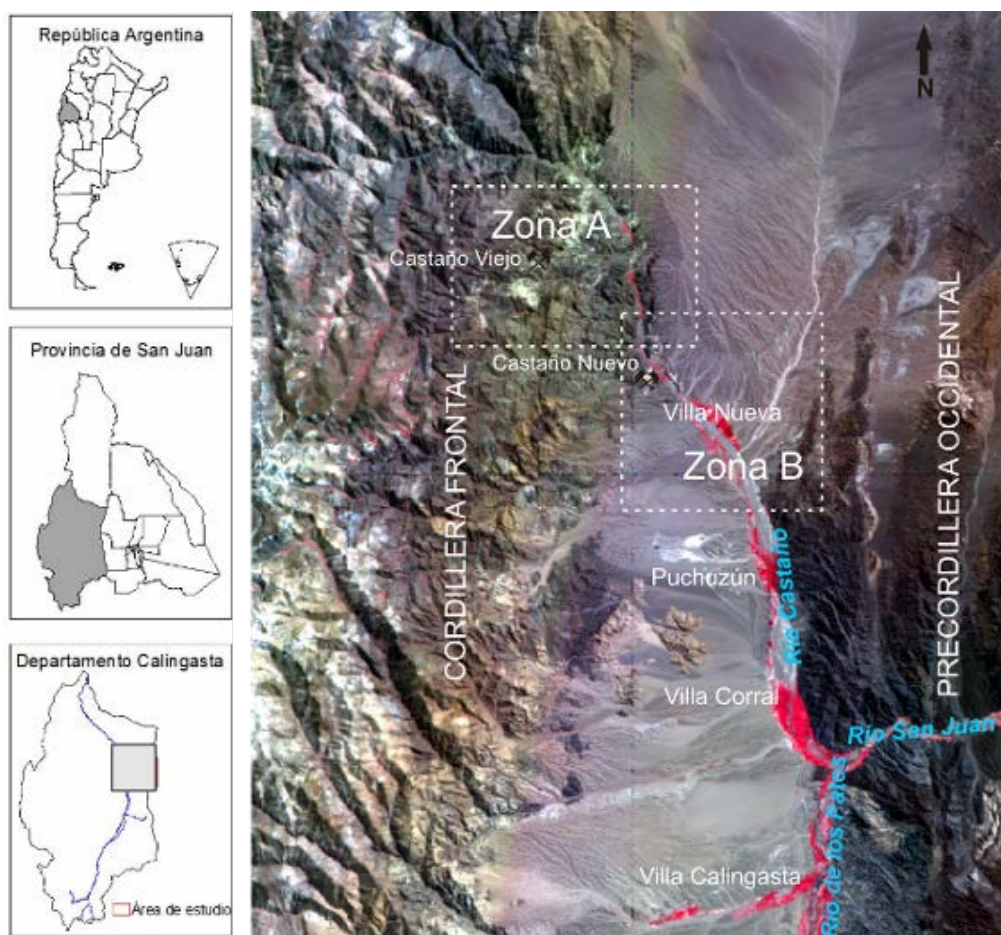 República Argentina
Provincia de San Juan
Departamento Calingasta
Área de estudio
N
Zona A
Castaño Viejo
Castaño Nuevo
Villa Nueva
Zona B
CORDILLERA FRONTAL
PRECORDILLERA OCCIDENTAL
Puchuzún
Río Castaño
Villa Corral
Río San Juan
Río de los Patos
Villa Calingasta